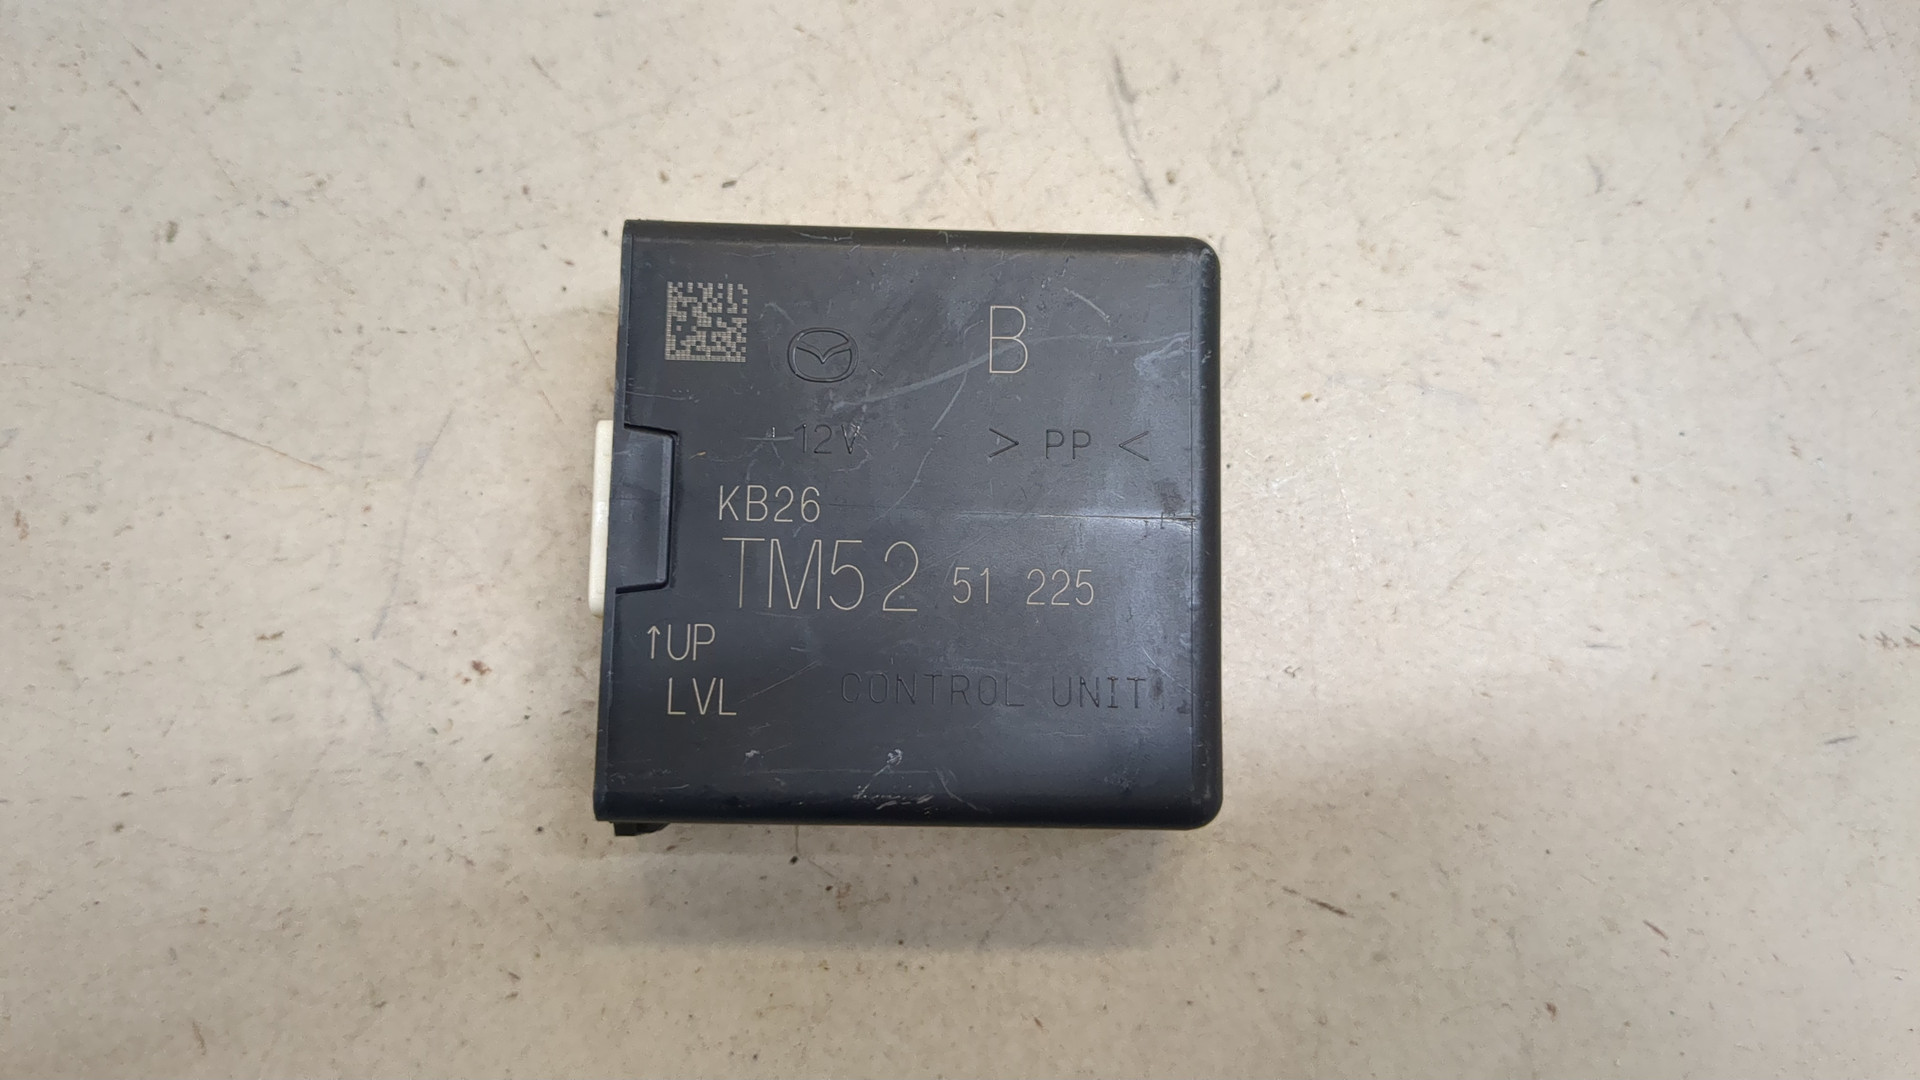 B
12V > PP <
KB26
TM52 51 225
↑UP
LVL
CONTROL UNIT